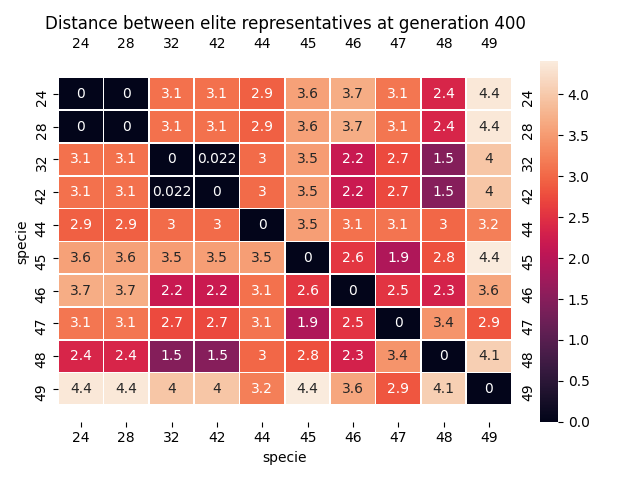 Distance between elite representatives at generation 400
24 28 32 42 44 45 46 47 48 49
24 0 0 3.1 3.1 2.9 3.6 3.7 3.1 2.4 4.4 24
28 0 0 3.1 3.1 2.9 3.6 3.7 3.1 2.4 4.4 28
32 3.1 3.1 0 0.022 3 3.5 2.2 2.7 1.5 4 32
42 3.1 3.1 0.022 0 3 3.5 2.2 2.7 1.5 4 42
44 2.9 2.9 3 3 0 3.5 3.1 3.1 3 3.2 44
45 3.6 3.6 3.5 3.5 3.5 0 2.6 1.9 2.8 4.4 45
46 3.7 3.7 2.2 2.2 3.1 2.6 0 2.5 2.3 3.6 46
47 3.1 3.1 2.7 2.7 3.1 1.9 2.5 0 3.4 2.9 47
48 2.4 2.4 1.5 1.5 3 2.8 2.3 3.4 0 4.1 48
49 4.4 4.4 4 4 3.2 4.4 3.6 2.9 4.1 0 49
24 28 32 42 44 45 46 47 48 49
specie
specie
4.0
3.5
3.0
2.5
2.0
1.5
1.0
0.5
0.0